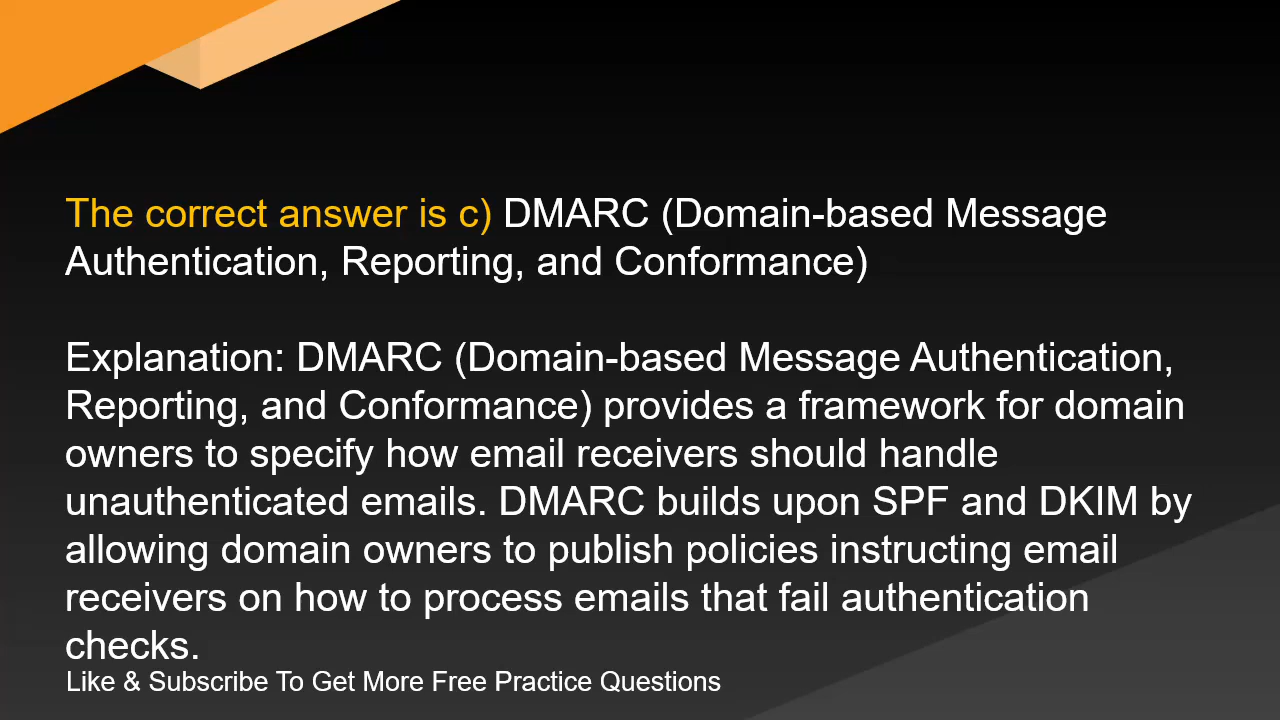 The correct answer is c) DMARC (Domain-based Message
Authentication, Reporting, and Conformance)
Explanation: DMARC (Domain-based Message Authentication,
Reporting, and Conformance) provides a framework for domain
owners to specify how email receivers should handle
unauthenticated emails. DMARC builds upon SPF and DKIM by
allowing domain owners to publish policies instructing email
receivers on how to process emails that fail authentication
checks.
Like & Subscribe To Get More Free Practice Questions